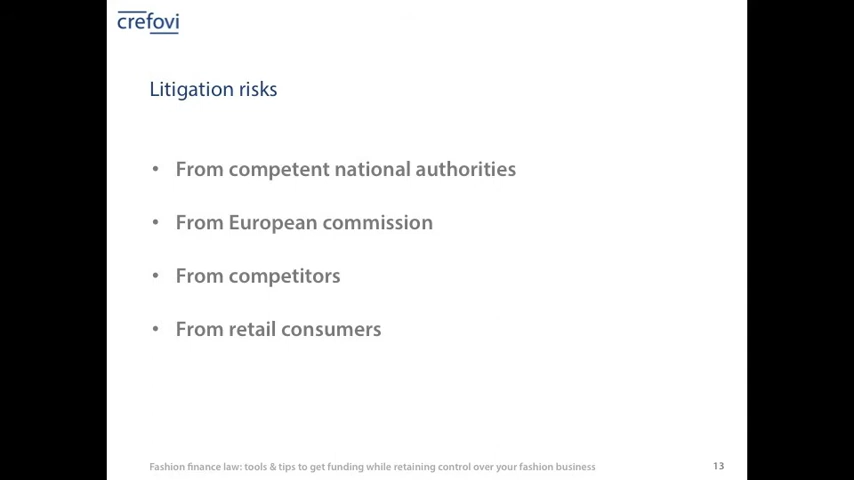 crefovi
Litigation risks
• From competent national authorities
• From European commission
• From competitors
• From retail consumers
Fashion finance law: tools & tips to get funding while retaining control over your fashion business 13